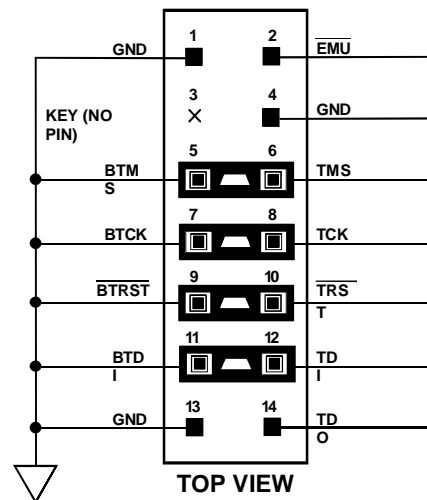 1 2
GND EMU
3 4
KEY (NO GND
PIN)
5 6
BTM TMS
S
7 8
BTCK TCK
9 10
BTRST TRS
T
11 12
BTD TD
I I
13 14
GND TD
O
TOP VIEW